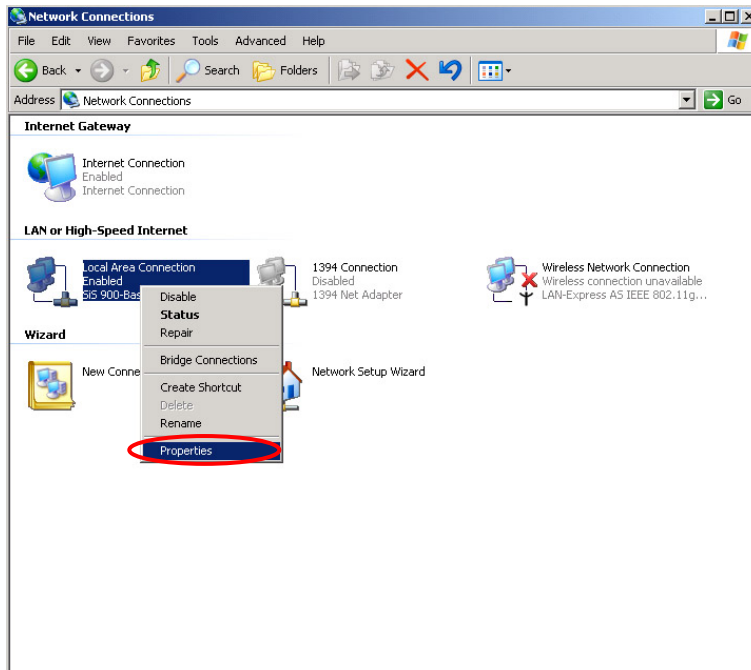 Network Connections
File Edit View Favorites Tools Advanced Help
Back Search Folders
Address Network Connections Go
Internet Gateway
Internet Connection
Enabled
Internet Connection
LAN or High-Speed Internet
Local Area Connection
Enabled
SiS 900-Bas
1394 Connection
Disabled
1394 Net Adapter
Wireless Network Connection
Wireless connection unavailable
LAN-Express AS IEEE 802.11g...
Disable
Status
Repair
Bridge Connections
Create Shortcut
Delete
Rename
Properties
Wizard
New Conne
Network Setup Wizard